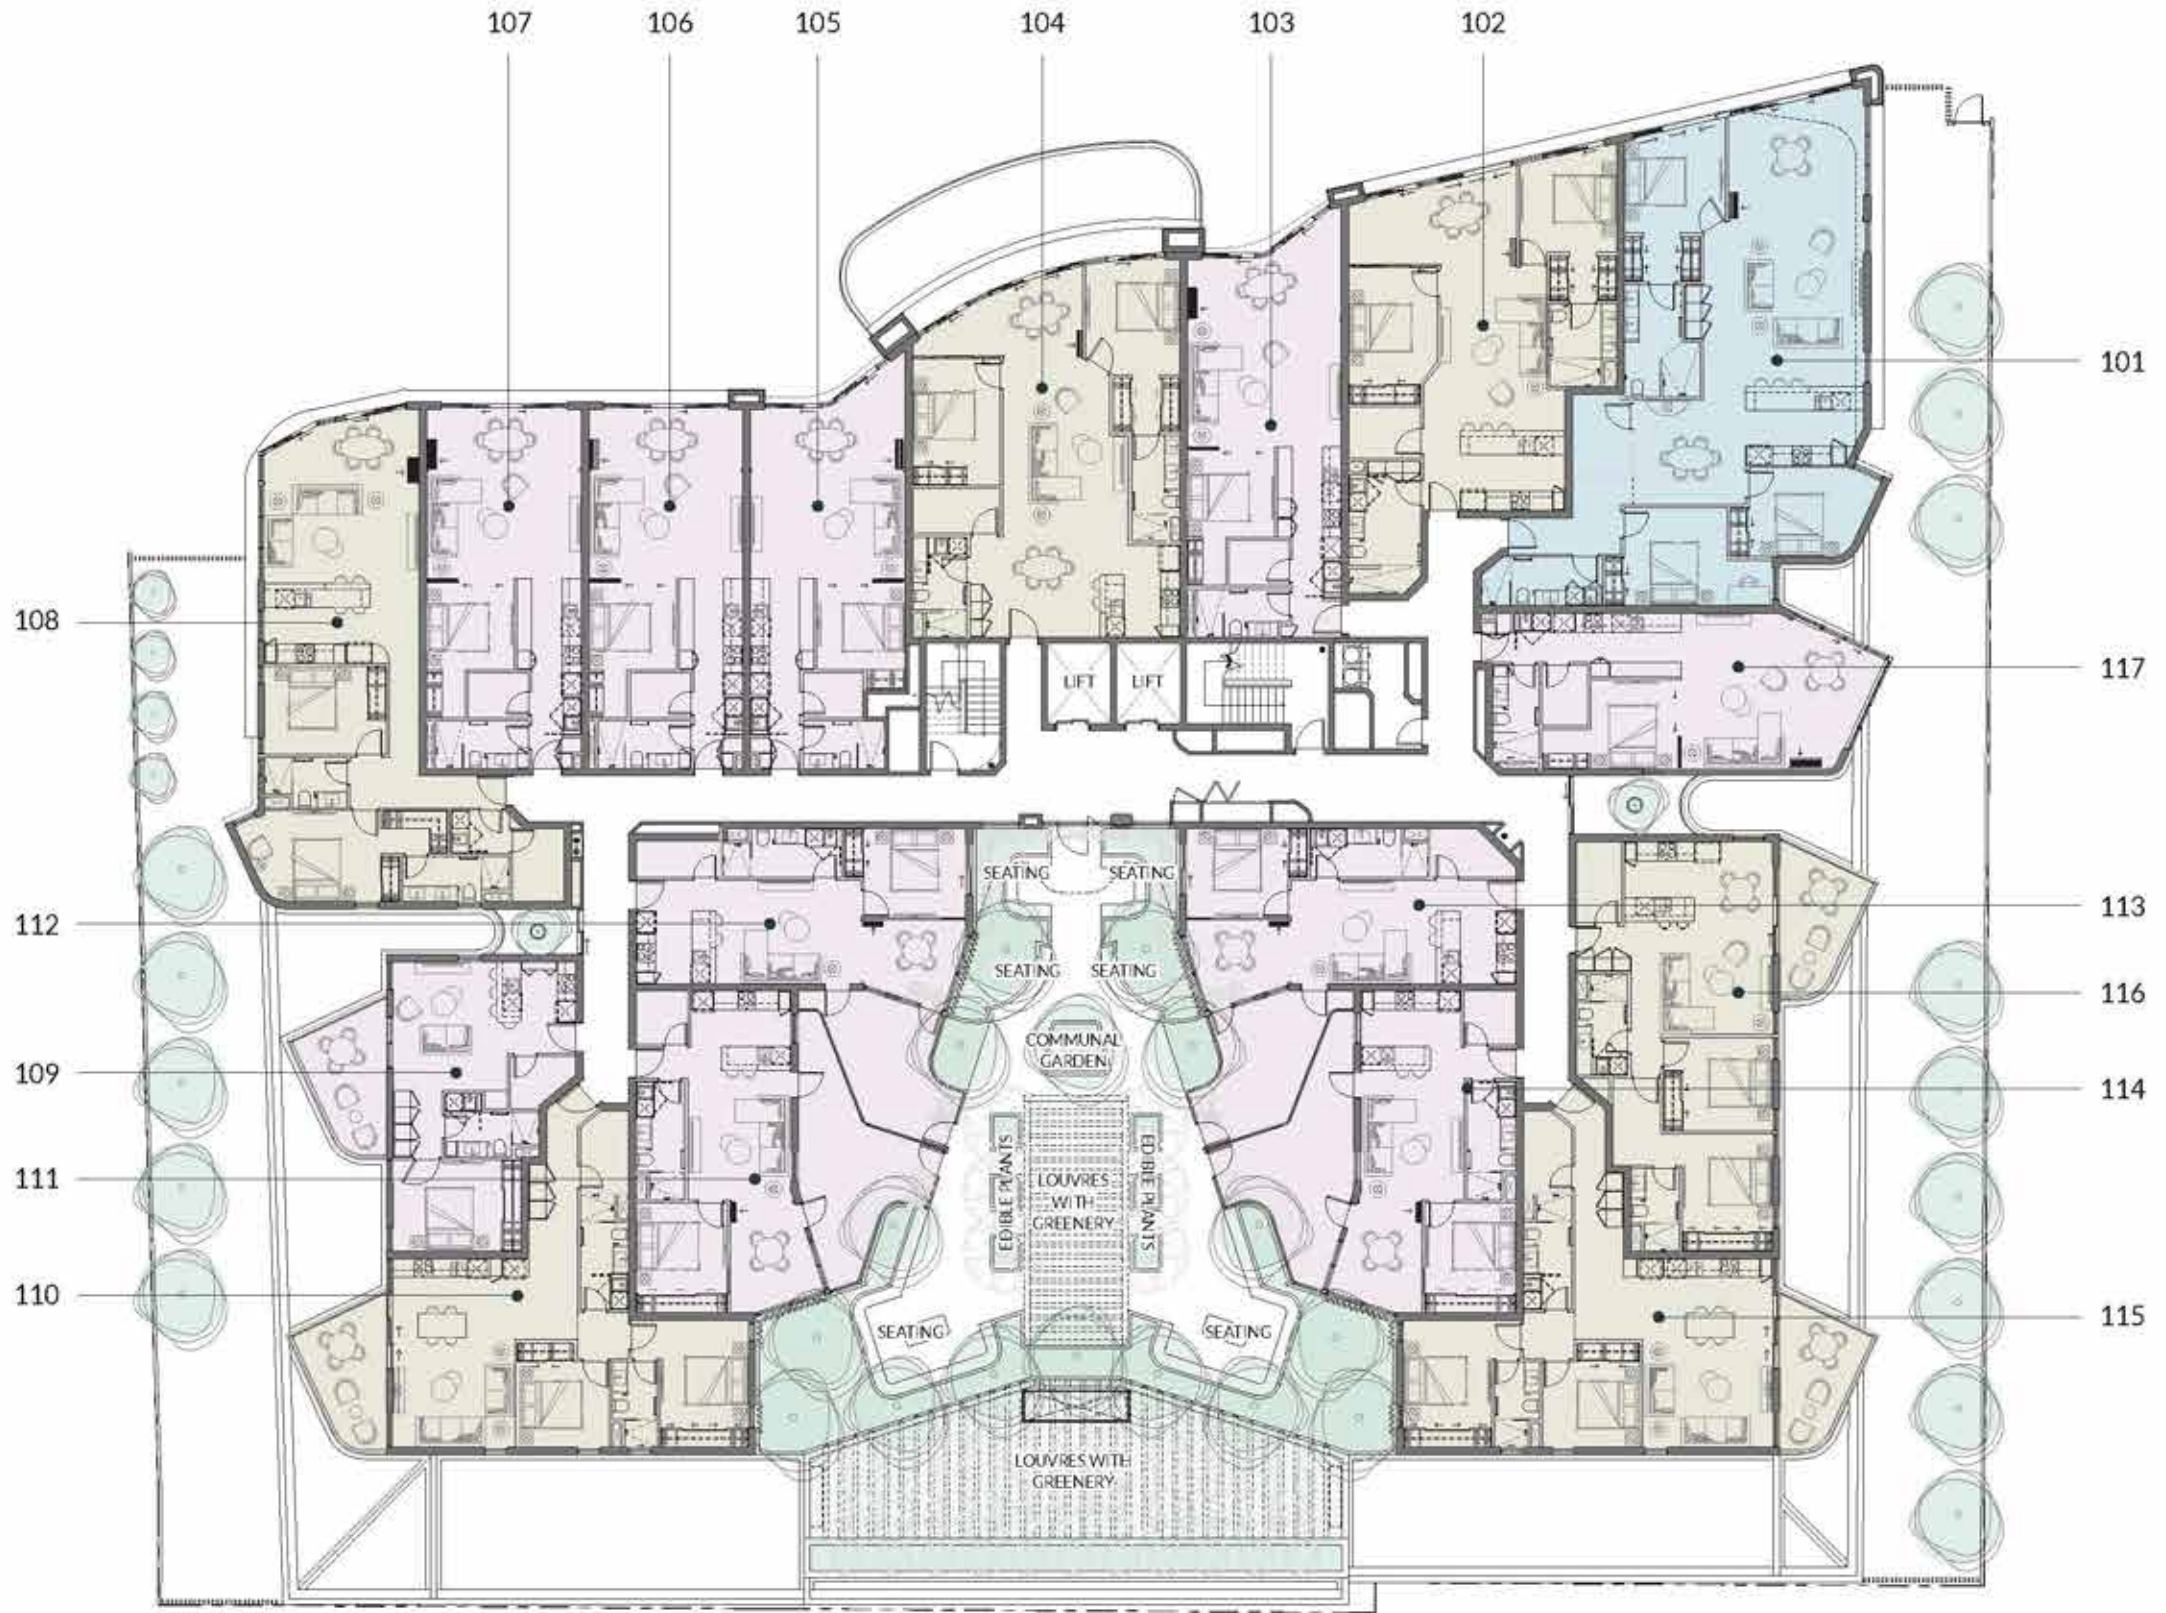 107
106
105
104
103
102
101
108
LIFT
LIFT
117
SEATING
SEATING
112
113
SEATING
SEATING
116
COMMUNAL
GARDEN
109
114
EDIBLE PLANTS
EDIBLE PLANTS
111
LOUVRES
WITH
GREENERY
110
115
SEATING
SEATING
LOUVRES WITH
GREENERY